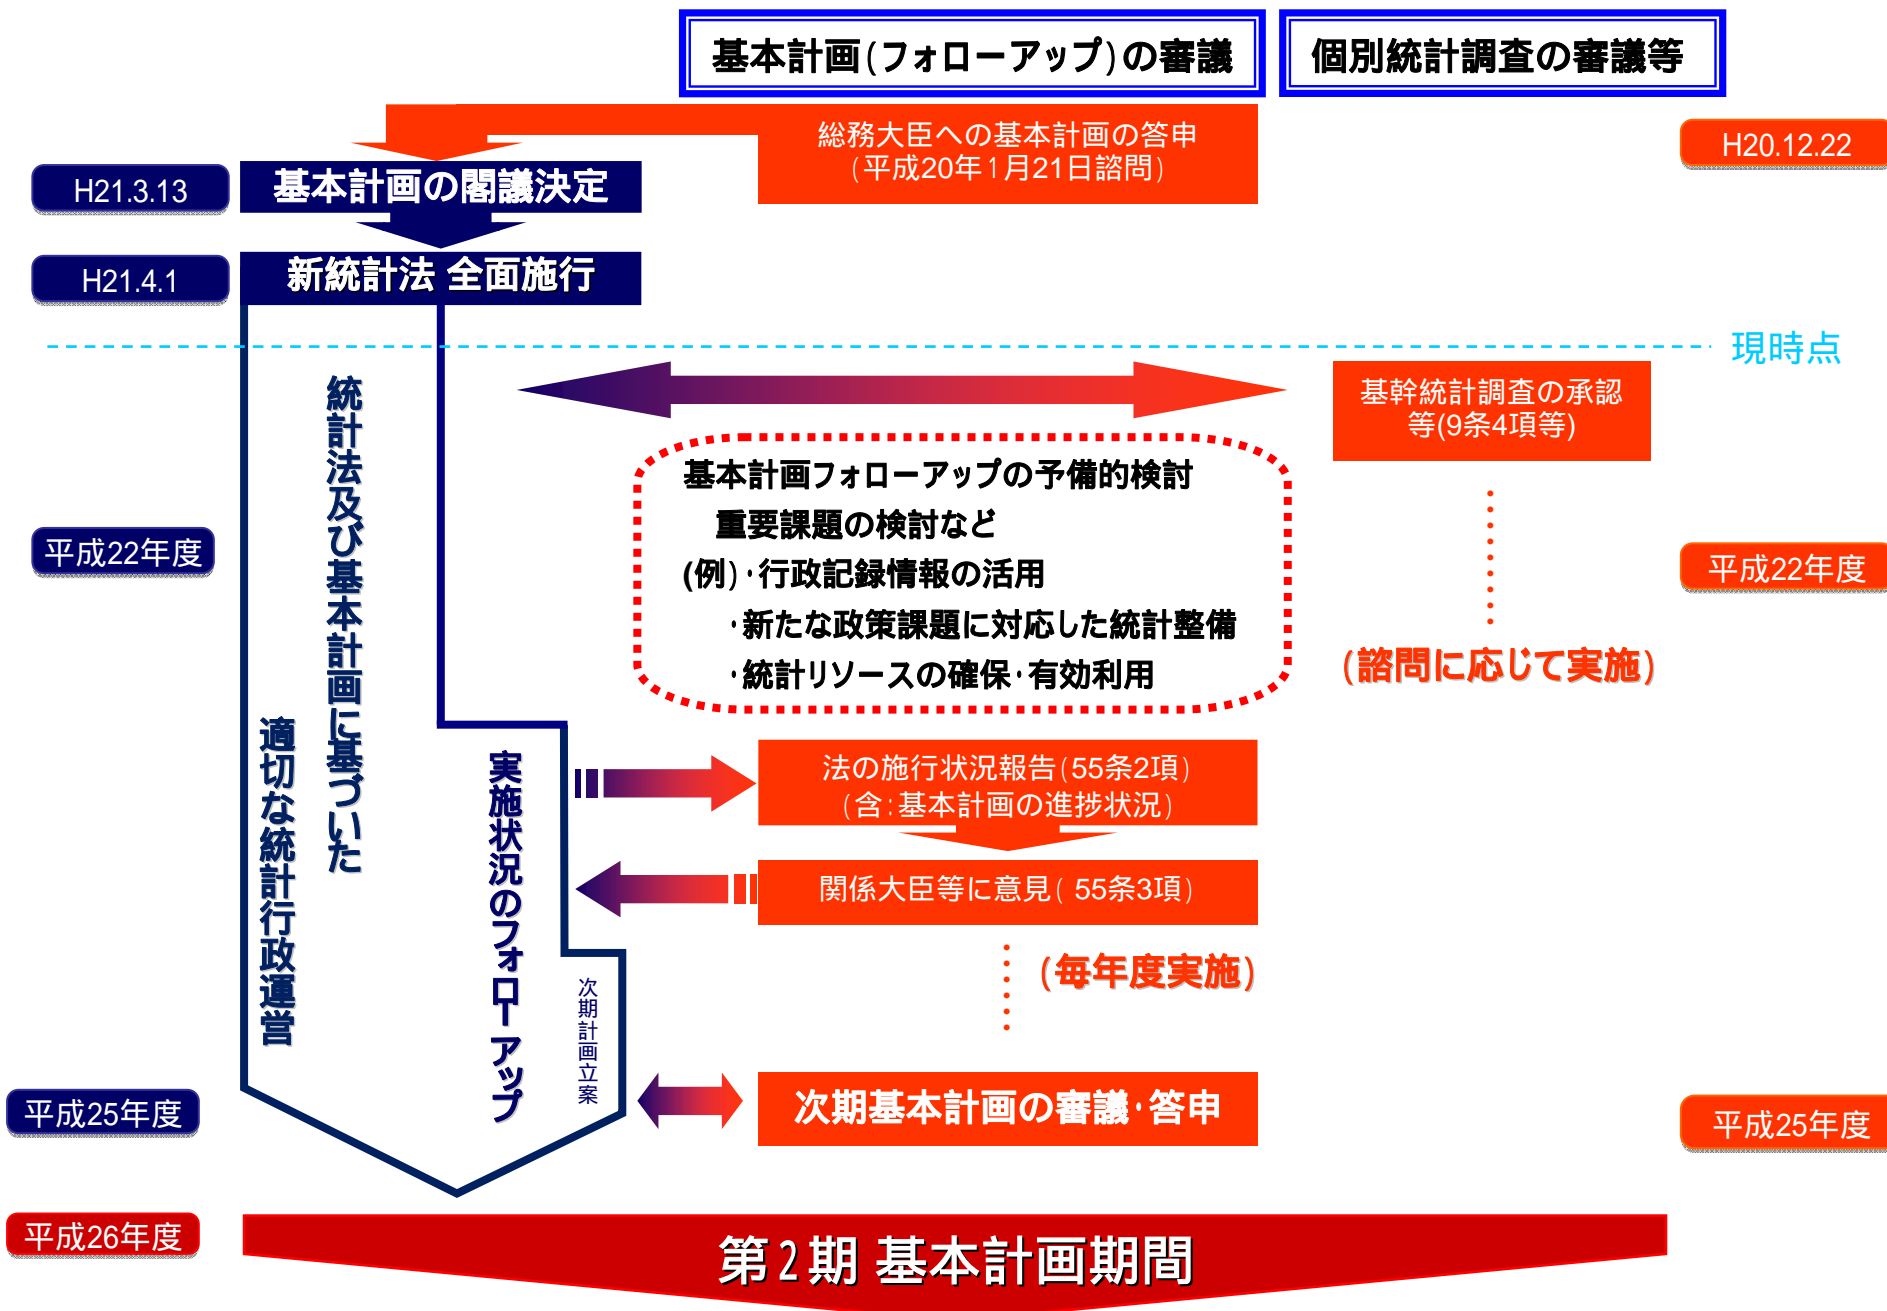 基本計画(フォローアップ)の審議
個別統計調査の審議等
総務大臣への基本計画の答申
(平成20年1月21日諮問)
H20.12.22
H21.3.13
基本計画の閣議決定
H21.4.1
新統計法 全面施行
現時点
基幹統計調査の承認
等(9条4項等)
統計法及び基本計画に基づいた
適切な統計行政運営
基本計画フォローアップの予備的検討
重要課題の検討など
(例)・行政記録情報の活用
・新たな政策課題に対応した統計整備
・統計リソースの確保・有効利用
平成22年度
平成22年度
(諮問に応じて実施)
実施状況のフォローアップ
法の施行状況報告(55条2項)
(含:基本計画の進捗状況)
関係大臣等に意見( 55条3項)
(毎年度実施)
次期計画立案
平成25年度
次期基本計画の審議・答申
平成25年度
平成26年度
第2期 基本計画期間